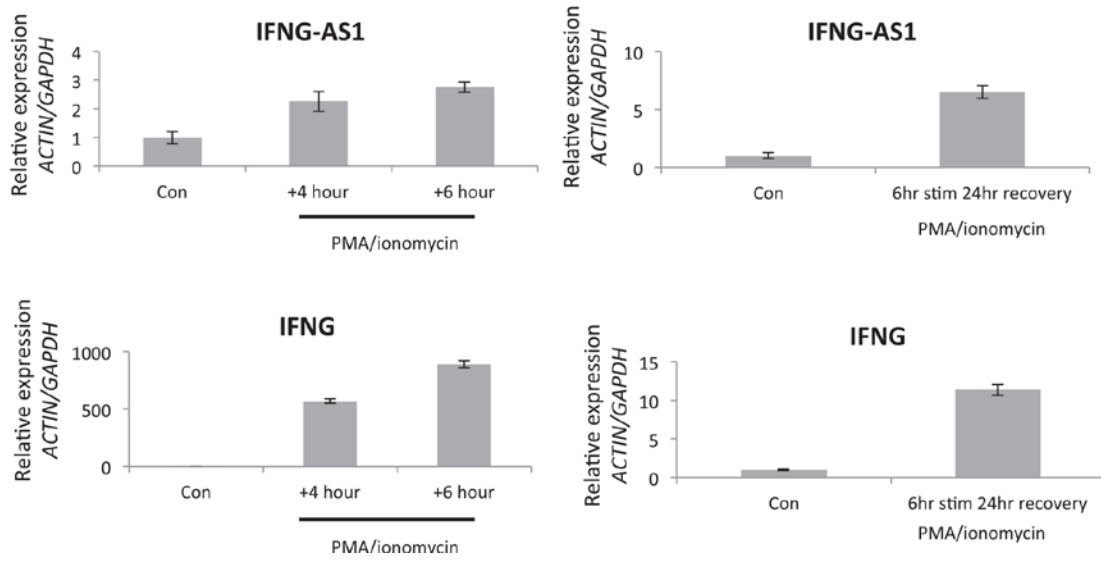 IFNG-AS1
Relative expression
ACTIN/GAPDH
4
3
2
1
0
Con
+4 hour
+6 hour
PMA/ionomycin
IFNG-AS1
Relative expression
ACTIN/GAPDH
10
5
0
Con
6hr stim 24hr recovery
PMA/ionomycin
IFNG
Relative expression
ACTIN/GAPDH
1000
500
0
Con
+4 hour
+6 hour
PMA/ionomycin
IFNG
Relative expression
ACTIN/GAPDH
15
10
5
0
Con
6hr stim 24hr recovery
PMA/ionomycin